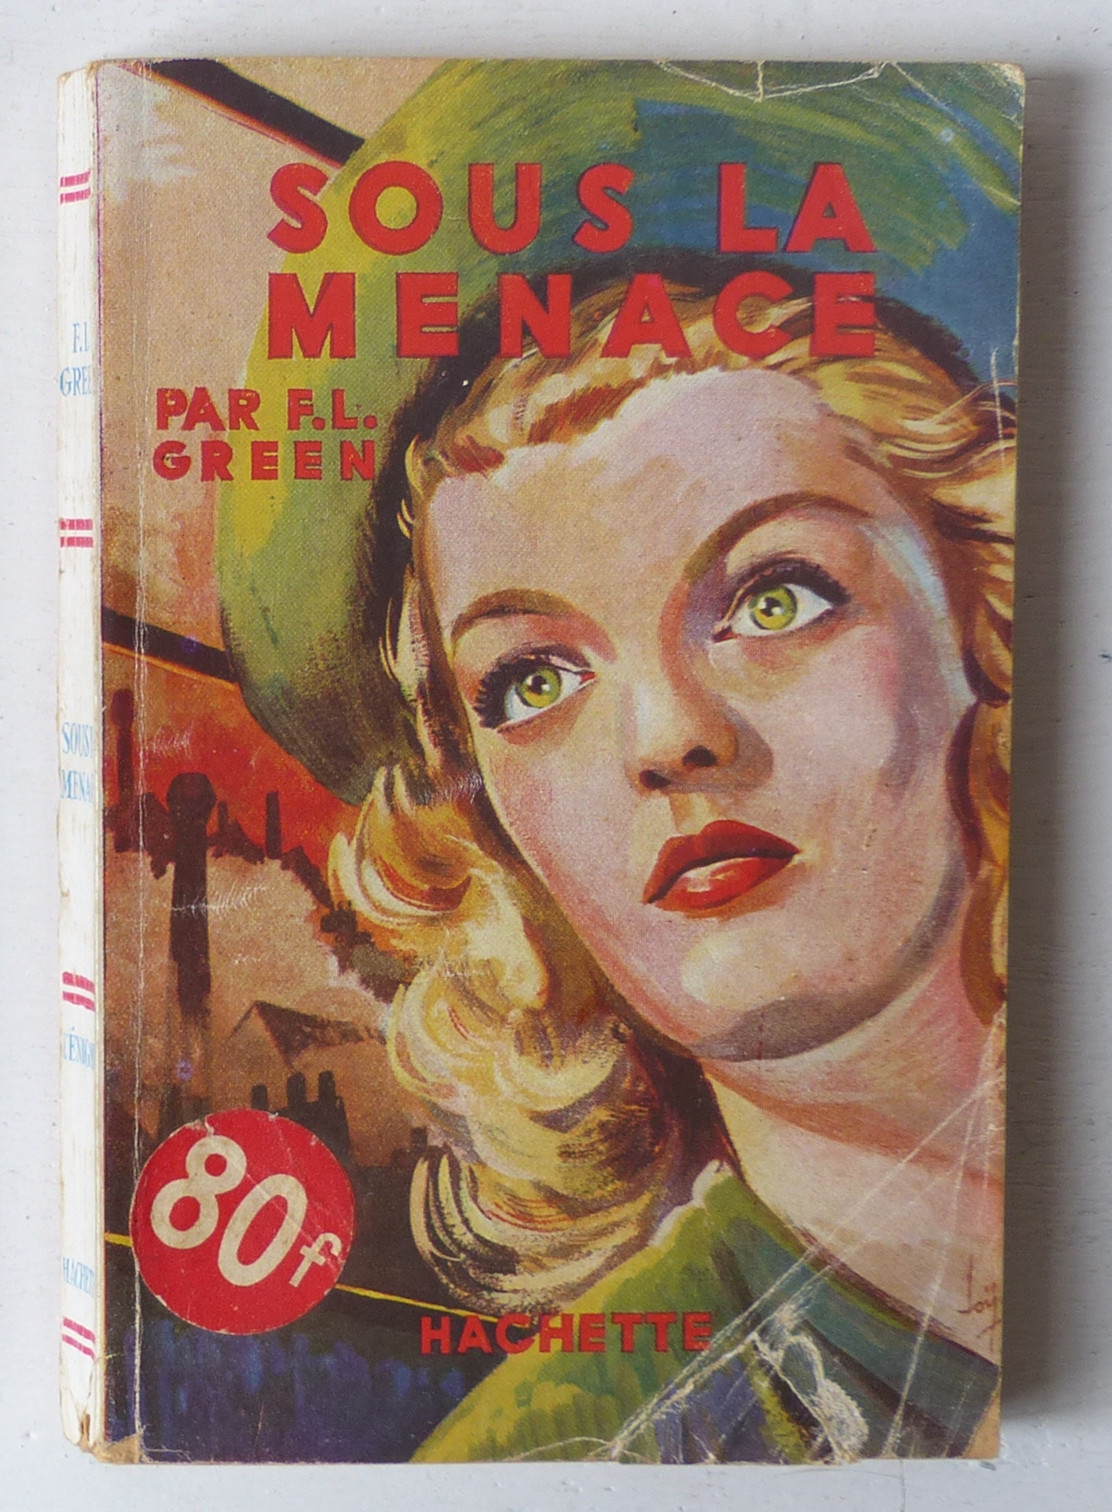 SOUS LA
MENACE
PAR F.L.
GREEN
80f
HACHETTE